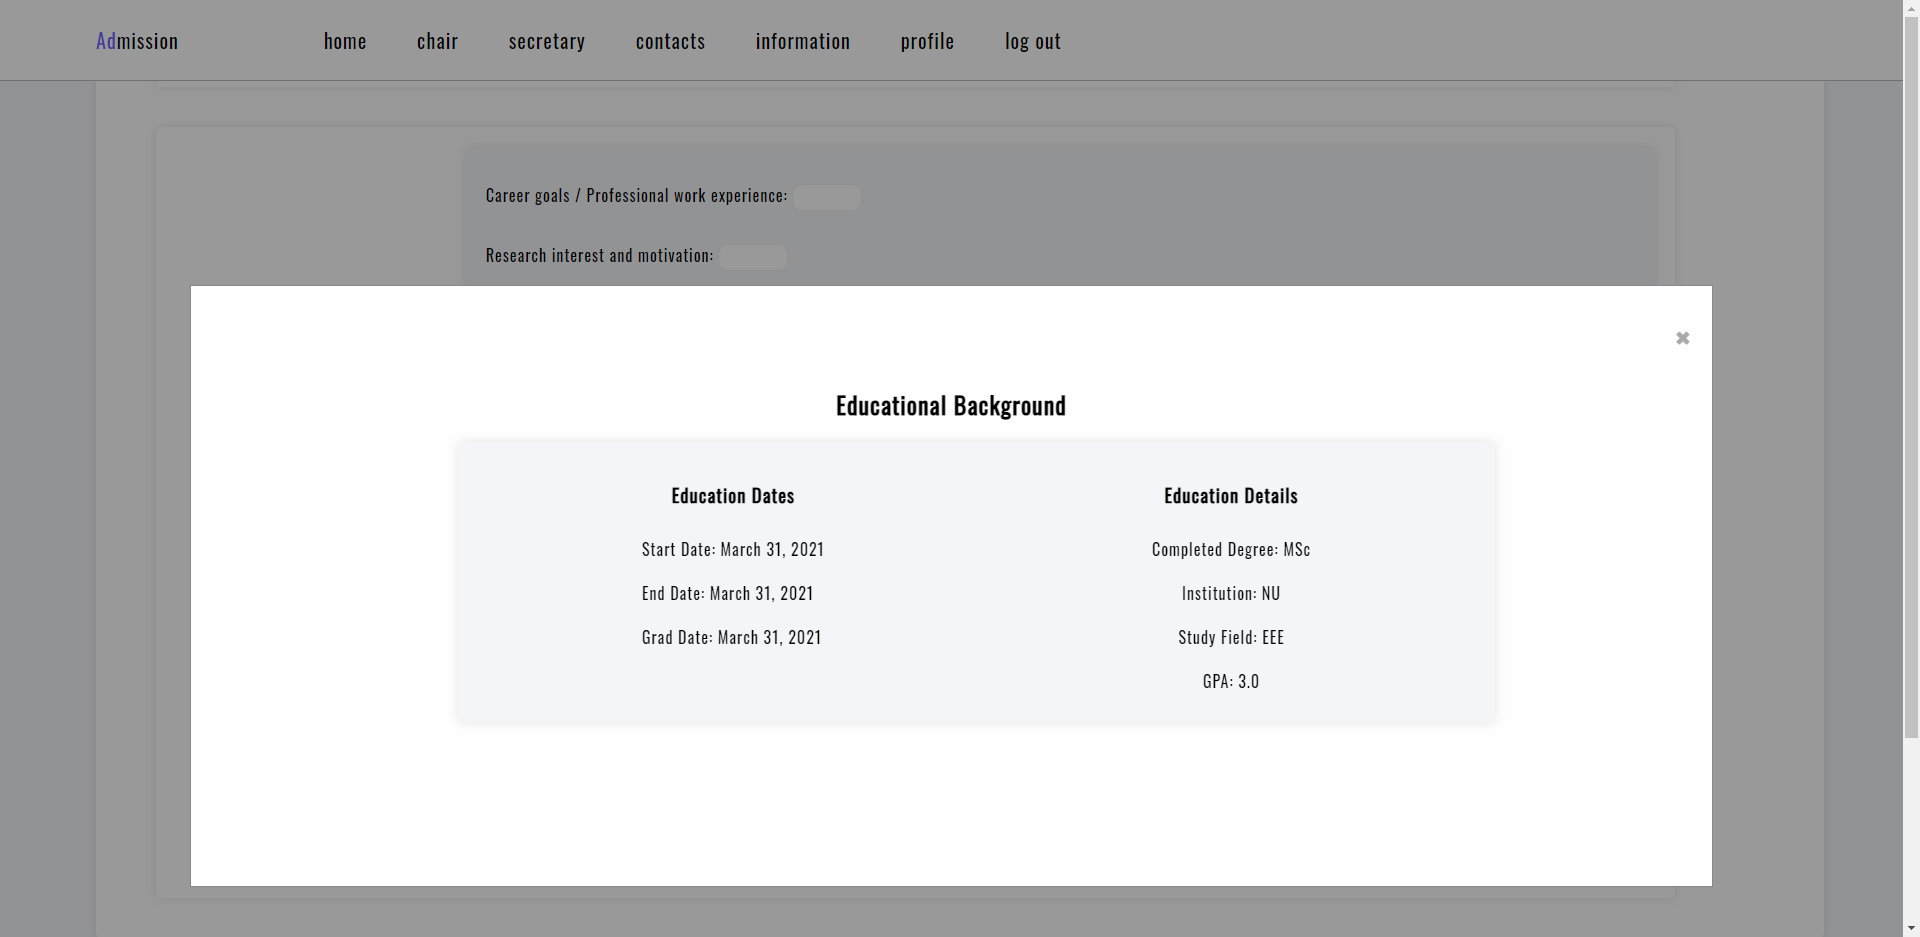 Admission home chair secretary contacts information profile log out
Career goals / Professional work experience:
Research interest and motivation:
✖
Educational Background
Education Dates
Start Date: March 31, 2021
End Date: March 31, 2021
Grad Date: March 31, 2021
Education Details
Completed Degree: MSc
Institution: NU
Study Field: EEE
GPA: 3.0